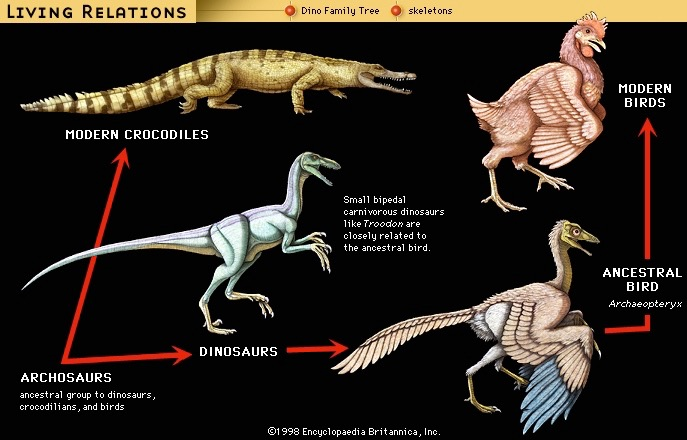 LIVING RELATIONS
Dino Family Tree
skeletons
MODERN
BIRDS
MODERN CROCODILES
Small bipedal
carnivorous dinosaurs
like Troodon are
closely related to
the ancestral bird.
ANCESTRAL
BIRD
Archaeopteryx
DINOSAURS
ARCHOSAURS
ancestral group to dinosaurs,
crocodilians, and birds
©1998 Encyclopaedia Britannica, Inc.